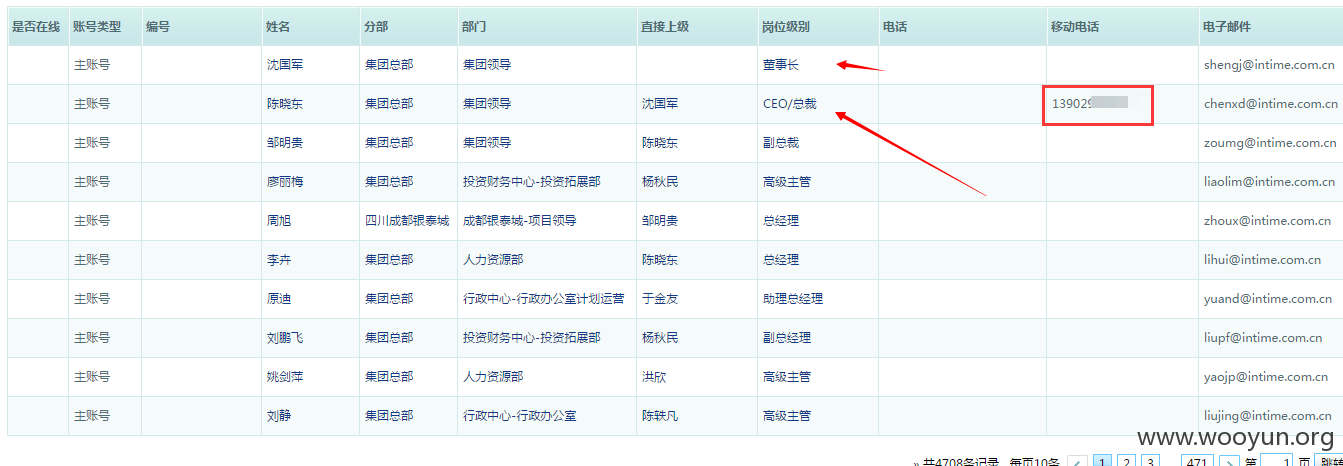 是否在线 账号类型 编号 姓名 分部 部门 直接上级 岗位级别 电话 移动电话 电子邮件
主账号 沈国军 集团总部 集团领导 董事长 shengj@intime.com.cn
主账号 陈晓东 集团总部 集团领导 沈国军 CEO/总裁 139029 chenxd@intime.com.cn
主账号 邹明贵 集团总部 集团领导 陈晓东 副总裁 zoumg@intime.com.cn
主账号 廖丽梅 集团总部 投资财务中心-投资拓展部 杨秋民 高级主管 liaolim@intime.com.cn
主账号 周旭 四川成都银泰城 成都银泰城-项目领导 邹明贵 总经理 zhoux@intime.com.cn
主账号 李卉 集团总部 人力资源部 陈晓东 总经理 lihui@intime.com.cn
主账号 原迪 集团总部 行政中心-行政办公室计划运营 于金友 助理总经理 yuand@intime.com.cn
主账号 刘鹏飞 集团总部 投资财务中心-投资拓展部 杨秋民 副总经理 liupf@intime.com.cn
主账号 姚剑萍 集团总部 人力资源部 洪欣 高级主管 yaojp@intime.com.cn
主账号 刘静 集团总部 行政中心-行政办公室 陈轶凡 高级主管 liujing@intime.com.cn
www.wooyun.org
» 共4708条记录 每页10条 < 1 2 3 471 > 第 1 页 跳转